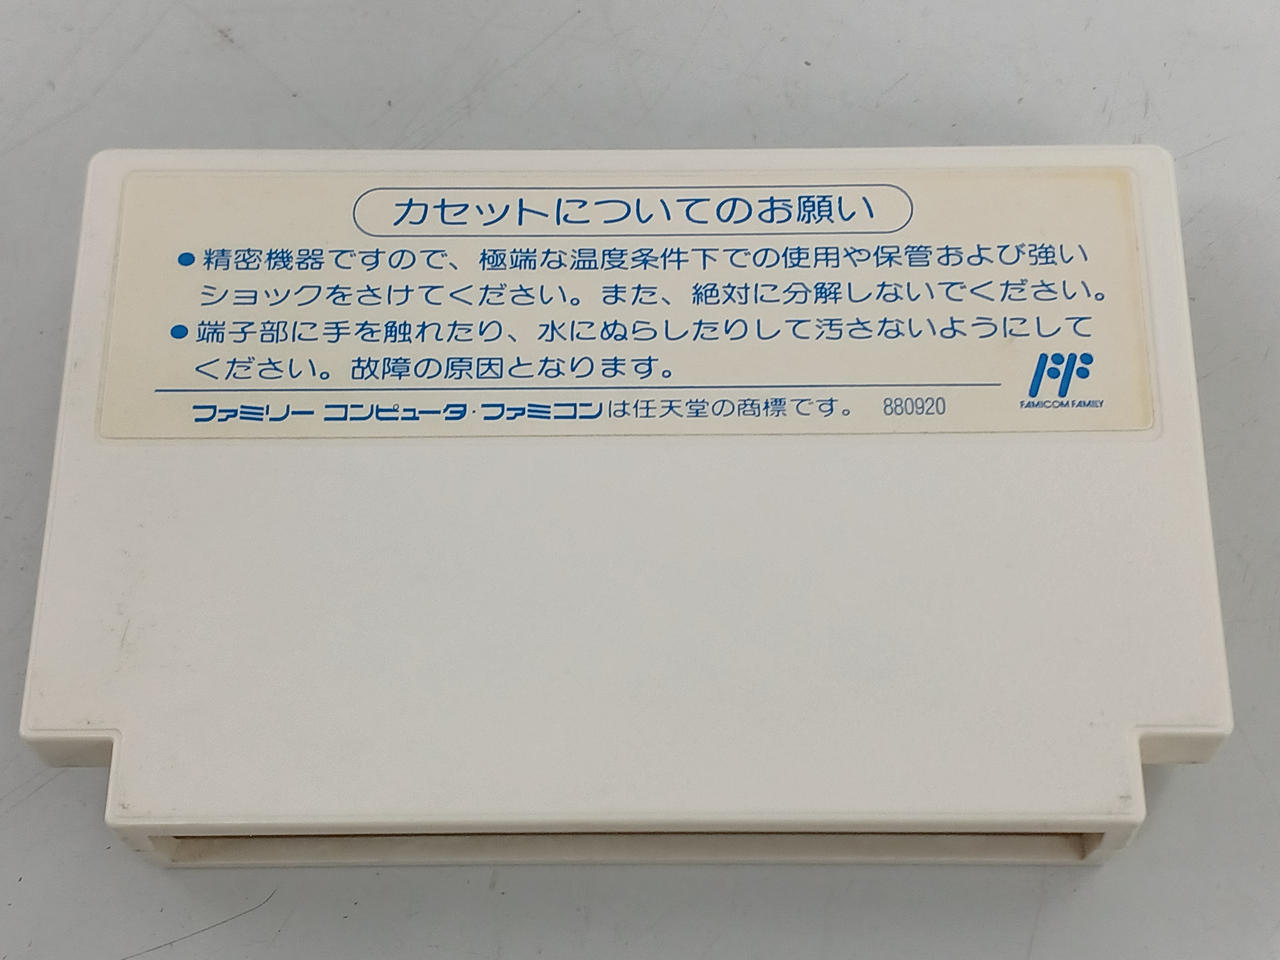 カセットについてのお願い
●精密機器ですので、極端な温度条件下での使用や保管および強い
ショックをさけてください。また、絶対に分解しないでください。
●端子部に手を触れたり、水にぬらしたりして汚さないようにして
ください。故障の原因となります。
ファミリーコンピュータ・ファミコンは任天堂の商標です。 880920
FAMICOM FAMILY